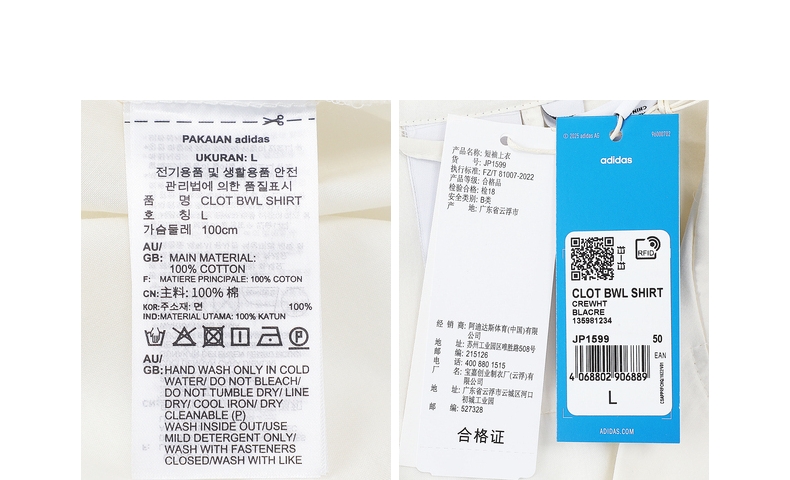 PAKAIAN adidas
UKURAN: L
전기용품 및 생활용품 안전
관리법에 의한 품질표시
품 명 CLOT BWL SHIRT
호 칭 L
가슴둘레 100cm
AU/
GB: MAIN MATERIAL:
100% COTTON
F: MATIERE PRINCIPALE: 100% COTON
CN:主料: 100% 棉
KOR:주소재: 면 100%
IND:MATERIAL UTAMA: 100% KATUN
AU/
GB:HAND WASH ONLY IN COLD
WATER/ DO NOT BLEACH/
DO NOT TUMBLE DRY/ LINE
DRY/ COOL IRON/ DRY
CLEANABLE (P)
WASH INSIDE OUT/USE
MILD DETERGENT ONLY/
WASH WITH FASTENERS
CLOSED/WASH WITH LIKE
产品名称: 短袖上衣
货 号: JP1599
执行标准: FZ/T 81007-2022
产品等级: 合格品
检验合格: 检18
安全类别: B类
产 地: 广东省云浮市
经 销 商: 阿迪达斯体育(中国)有限
公司
地 址: 苏州工业园区唯胜路508号
邮 编: 215126
电 话: 400 880 1515
厂 名: 宝嘉创业制衣厂(云浮)有
限公司
地 址: 广东省云浮市云城区河口
初城工业园
邮 编: 527328
合格证
© 2025 adidas AG
96000703
adidas
RFID
CLOT BWL SHIRT
CREWHT
BLACRE
135981234
JP1599 50
EAN
4 068802 906889
L
ADIDAS.COM